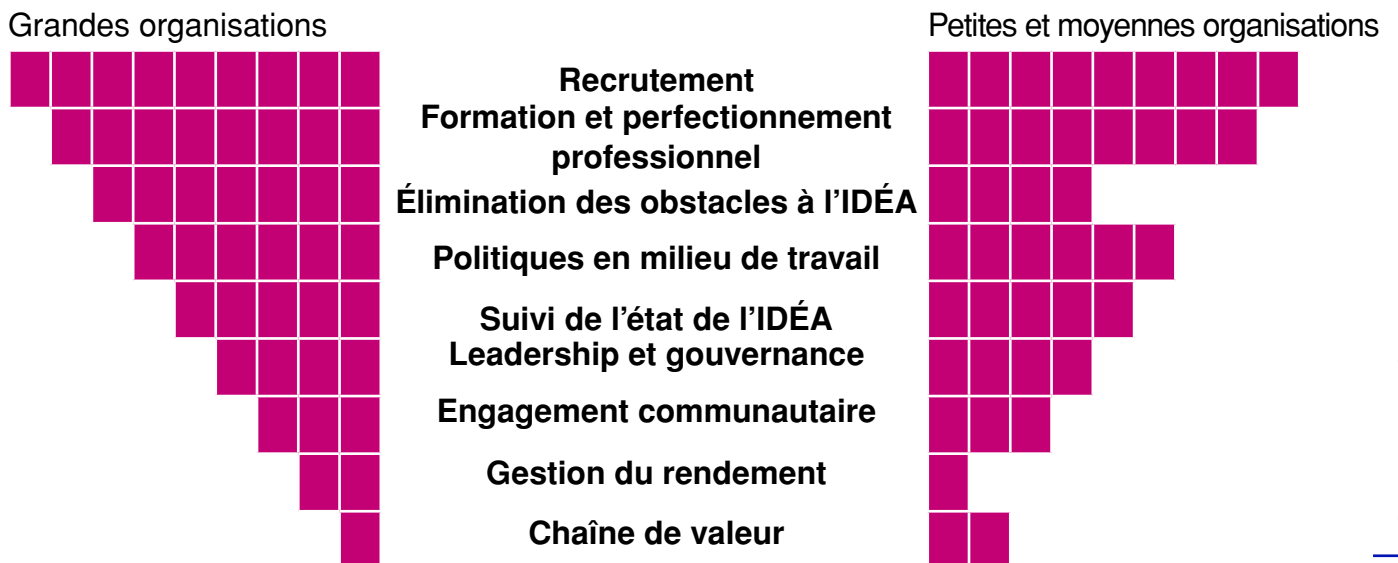 Grandes organisations
Petites et moyennes organisations
Recrutement
Formation et perfectionnement
professionnel
Élimination des obstacles à l’IDÉA
Politiques en milieu de travail
Suivi de l’état de l’IDÉA
Leadership et gouvernance
Engagement communautaire
Gestion du rendement
Chaîne de valeur